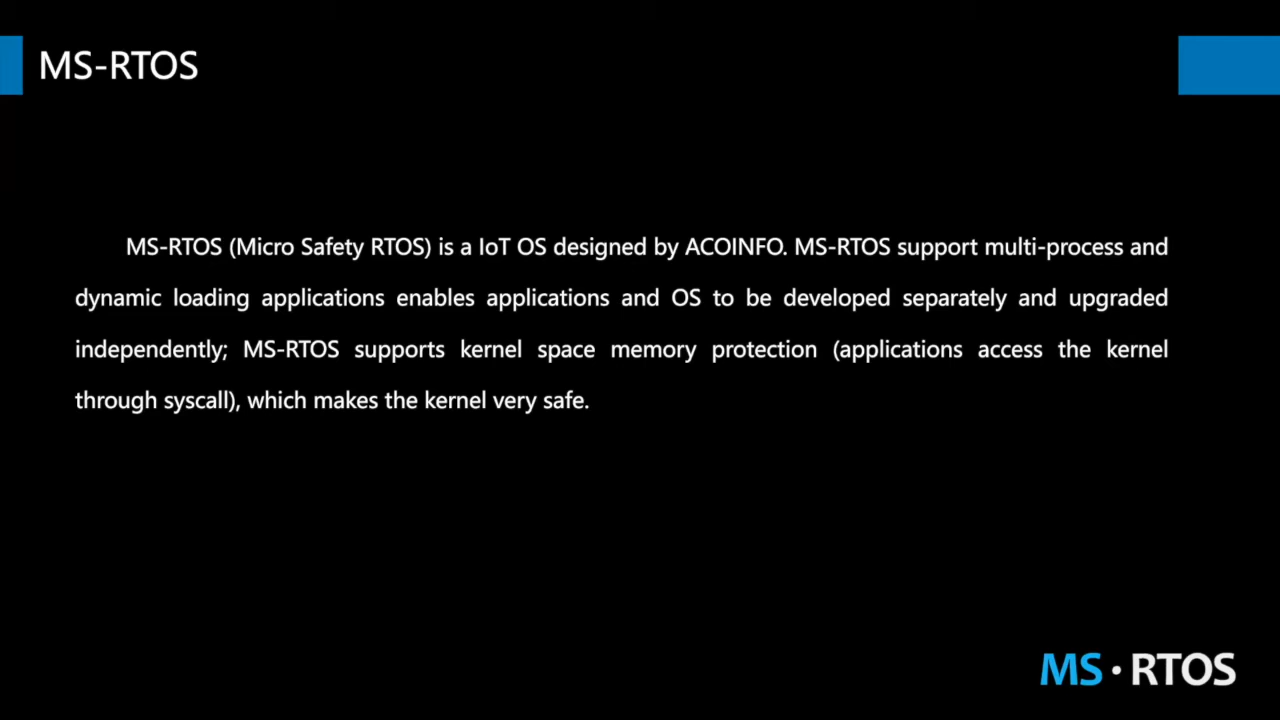 MS-RTOS
MS-RTOS (Micro Safety RTOS) is a IoT OS designed by ACOINFO. MS-RTOS support multi-process and
dynamic loading applications enables applications and OS to be developed separately and upgraded
independently; MS-RTOS supports kernel space memory protection (applications access the kernel
through syscall), which makes the kernel very safe.
MS·RTOS